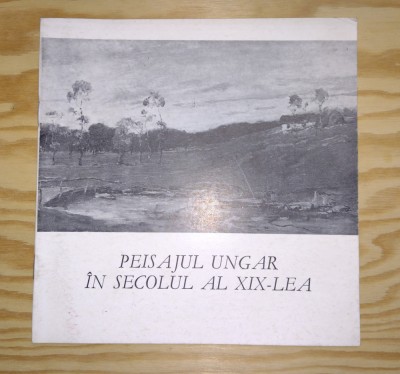 PEISAJUL UNGAR
ÎN SECOLUL AL XIX-LEA